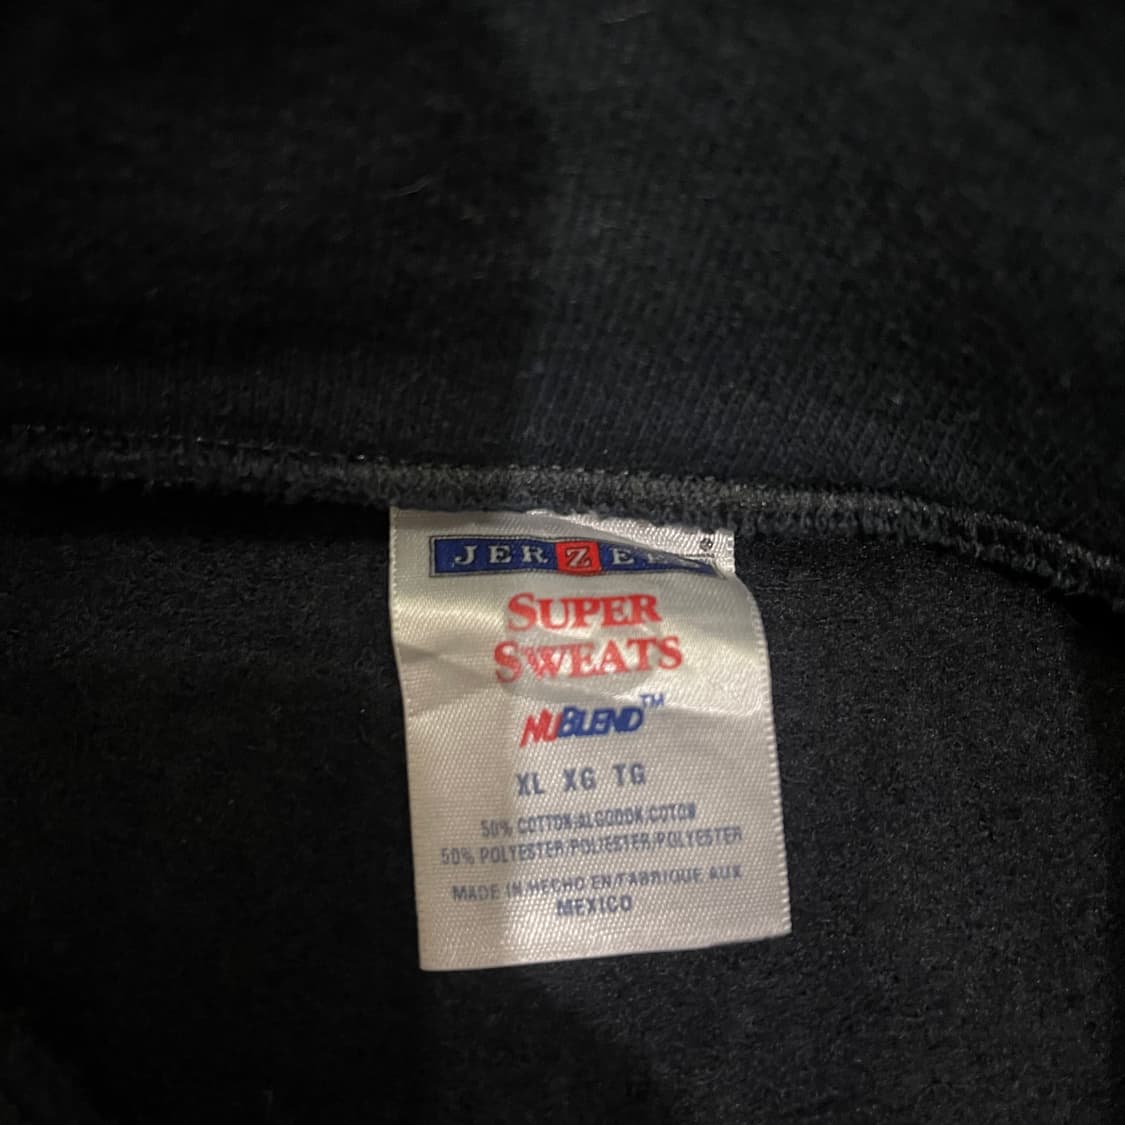 JERZEES ®
SUPER
SWEATS
NUBLEND™
XL XG TG
50% COTTON/ALGODON/COTON
50% POLYESTER/POLIESTER/POLYESTER
MADE IN/HECHO EN/FABRIQUE AUX
MEXICO